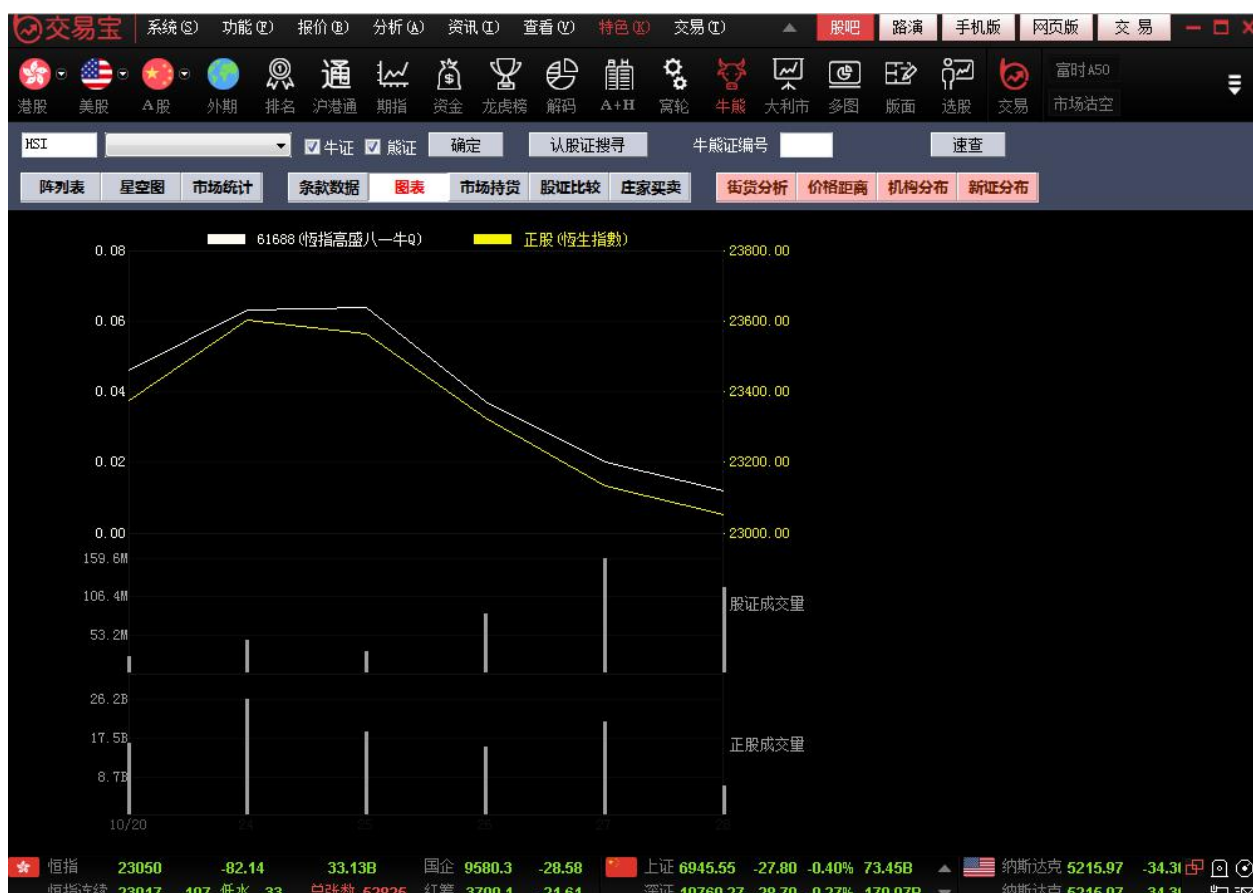 交易宝 系统(S) 功能(F) 报价(B) 分析(A) 资讯(I) 查看(V) 特色(K) 交易(T) 股吧 路演 手机版 网页版 交 易
通 富时A50
港股 美股 A股 外期 排名 沪港通 期指 资金 龙虎榜 解码 A+H 窝轮 牛熊 大利市 多图 版面 选股 交易 市场沽空
HSI 牛证 熊证 确定 认股证搜寻 牛熊证编号 速查
阵列表 星空图 市场统计 条款数据 图表 市场持货 股证比较 庄家买卖 街货分析 价格距离 机构分布 新证分布
61688(恆指高盛八一牛Q) 正股(恆生指數)
0.08 23800.00
0.06 23600.00
0.04 23400.00
0.02 23200.00
0.00 23000.00
159.6M
106.4M 股证成交量
53.2M
26.2B
17.5B 正股成交量
8.7B
10/20 24 25 26 27 28
恒指 23050 -82.14 33.13B 国企 9580.3 -28.58 上证 6945.55 -27.80 -0.40% 73.45B 纳斯达克 5215.97